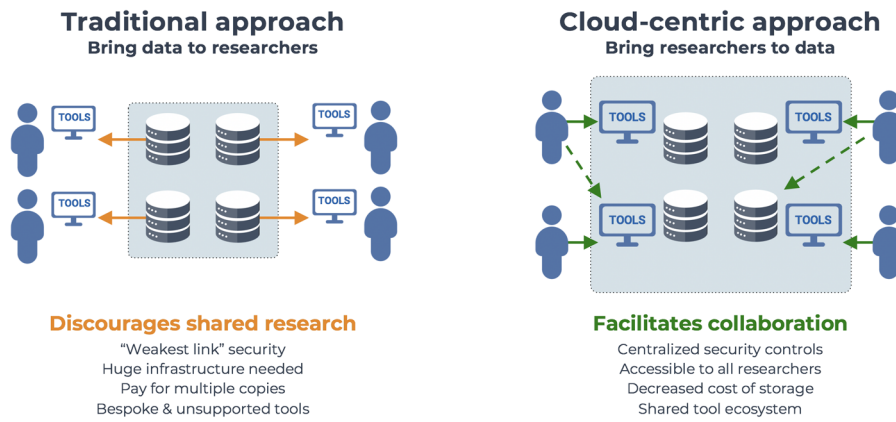 Traditional approach
Bring data to researchers
TOOLS
TOOLS
TOOLS
TOOLS
Discourages shared research
“Weakest link” security
Huge infrastructure needed
Pay for multiple copies
Bespoke & unsupported tools
Cloud-centric approach
Bring researchers to data
TOOLS
TOOLS
TOOLS
TOOLS
Facilitates collaboration
Centralized security controls
Accessible to all researchers
Decreased cost of storage
Shared tool ecosystem